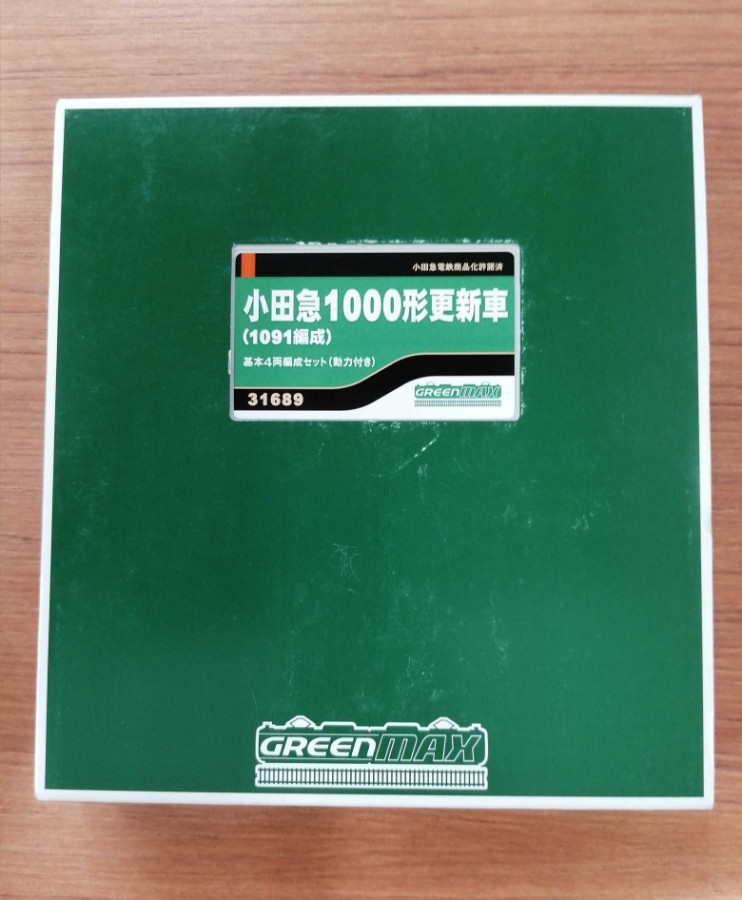 小田急電鉄商品化許諾済
小田急1000形更新車
(1091編成)
基本4両編成セット(動力付き)
31689
GREENMAX
GREENMAX